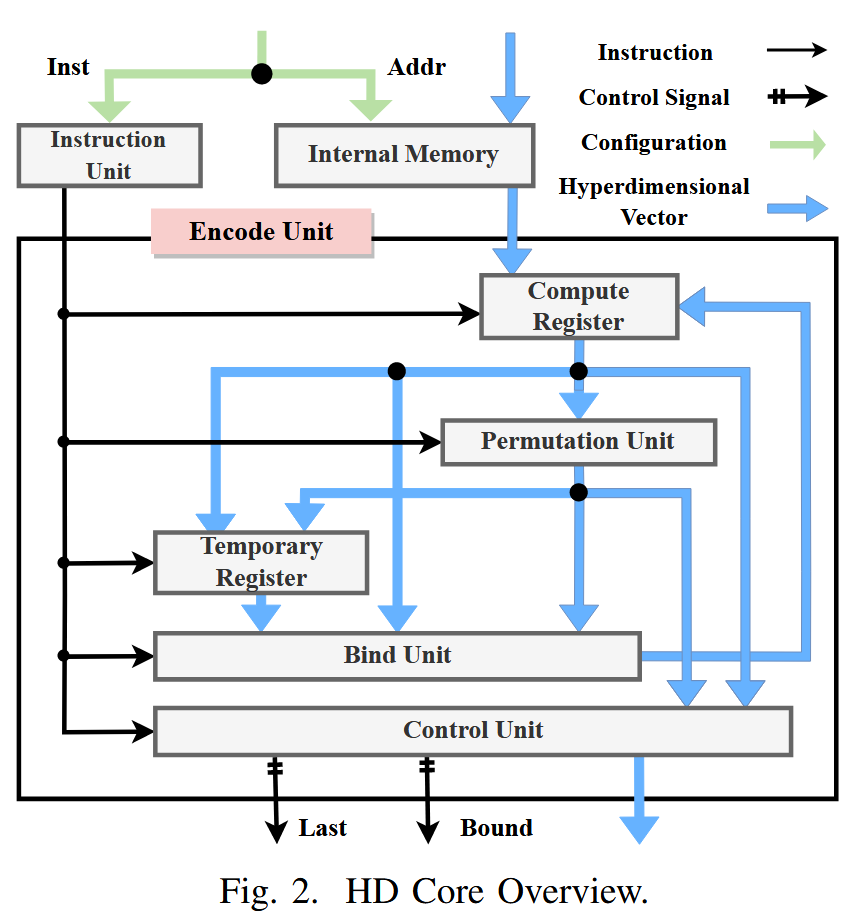 Inst
Addr
Instruction
Control Signal
Configuration
Hyperdimensional
Vector
Instruction
Unit
Internal Memory
Encode Unit
Compute
Register
Permutation Unit
Temporary
Register
Bind Unit
Control Unit
Last
Bound
Fig. 2. HD Core Overview.